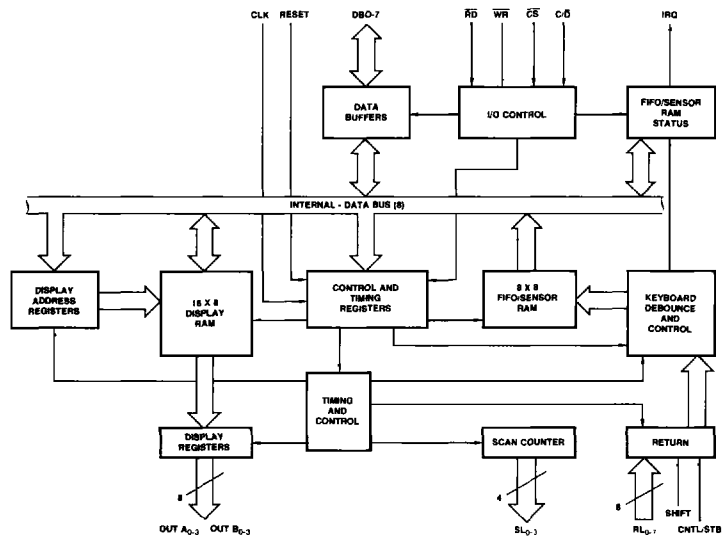 CLK RESET DBO-7 RD WR CS C/D IRQ
DATA
BUFFERS
I/O CONTROL
FIFO/SENSOR
RAM
STATUS
INTERNAL - DATA BUS (8)
DISPLAY
ADDRESS
REGISTERS
16 X 8
DISPLAY
RAM
CONTROL AND
TIMING
REGISTERS
8 X 8
FIFO/SENSOR
RAM
KEYBOARD
DEBOUNCE
AND
CONTROL
TIMING
AND
CONTROL
DISPLAY
REGISTERS
SCAN COUNTER
RETURN
8
4
8
SHIFT
OUT A0-3 OUT B0-3
SL0-3
RL0-7
CNTL/STB